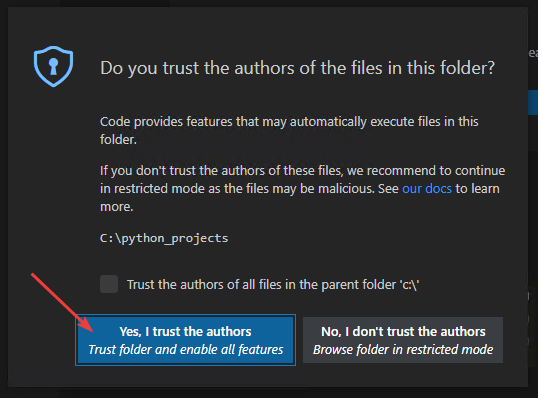 Do you trust the authors of the files in this folder?
Code provides features that may automatically execute files in this
folder.
If you don't trust the authors of these files, we recommend to continue
in restricted mode as the files may be malicious. See our docs to learn
more.
C:\python_projects
Trust the authors of all files in the parent folder 'c:\'
Yes, I trust the authors
Trust folder and enable all features
No, I don't trust the authors
Browse folder in restricted mode